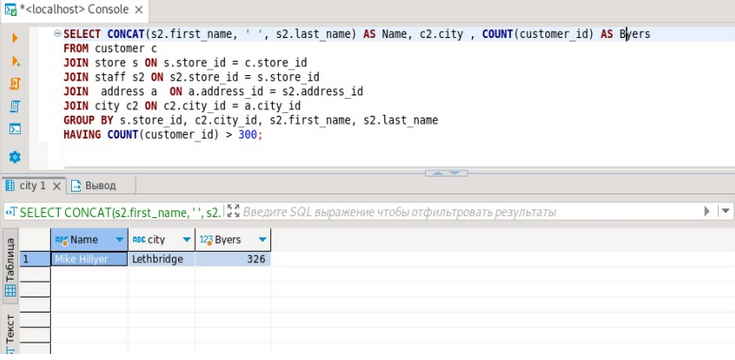 *<localhost> Console
SELECT CONCAT(s2.first_name, ' ', s2.last_name) AS Name, c2.city , COUNT(customer_id) AS Byers
FROM customer c
JOIN store s ON s.store_id = c.store_id
JOIN staff s2 ON s2.store_id = s.store_id
JOIN  address a  ON a.address_id = s2.address_id
JOIN city c2 ON c2.city_id = a.city_id
GROUP BY s.store_id, c2.city_id, s2.first_name, s2.last_name
HAVING COUNT(customer_id) > 300;
city 1 Вывод
SELECT CONCAT(s2.first_name, ' ', s2. Введите SQL выражение чтобы отфильтровать результаты
Таблица
Текст
ABC Name ABC city 123 Byers
1 Mike Hillyer Lethbridge 326